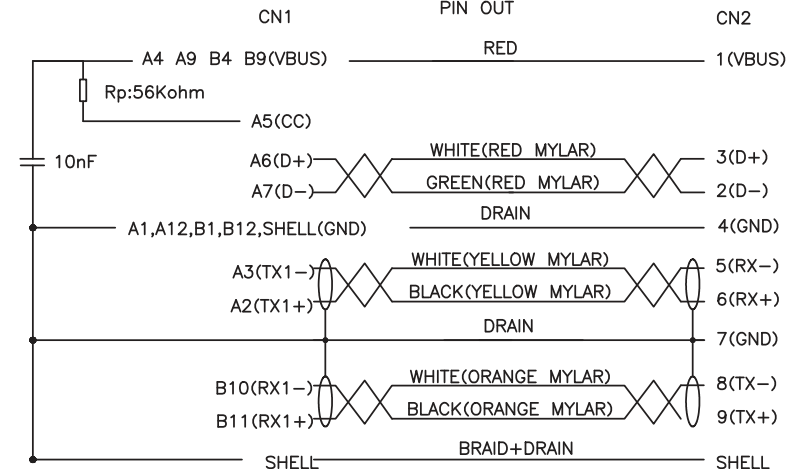 CN1 PIN OUT CN2
A4 A9 B4 B9(VBUS) RED 1(VBUS)
Rp:56Kohm
A5(CC)
10nF
A6(D+) WHITE(RED MYLAR) 3(D+)
A7(D-) GREEN(RED MYLAR) 2(D-)
A1,A12,B1,B12,SHELL(GND) DRAIN 4(GND)
A3(TX1-) WHITE(YELLOW MYLAR) 5(RX-)
A2(TX1+) BLACK(YELLOW MYLAR) 6(RX+)
DRAIN 7(GND)
B10(RX1-) WHITE(ORANGE MYLAR) 8(TX-)
B11(RX1+) BLACK(ORANGE MYLAR) 9(TX+)
SHELL BRAID+DRAIN SHELL